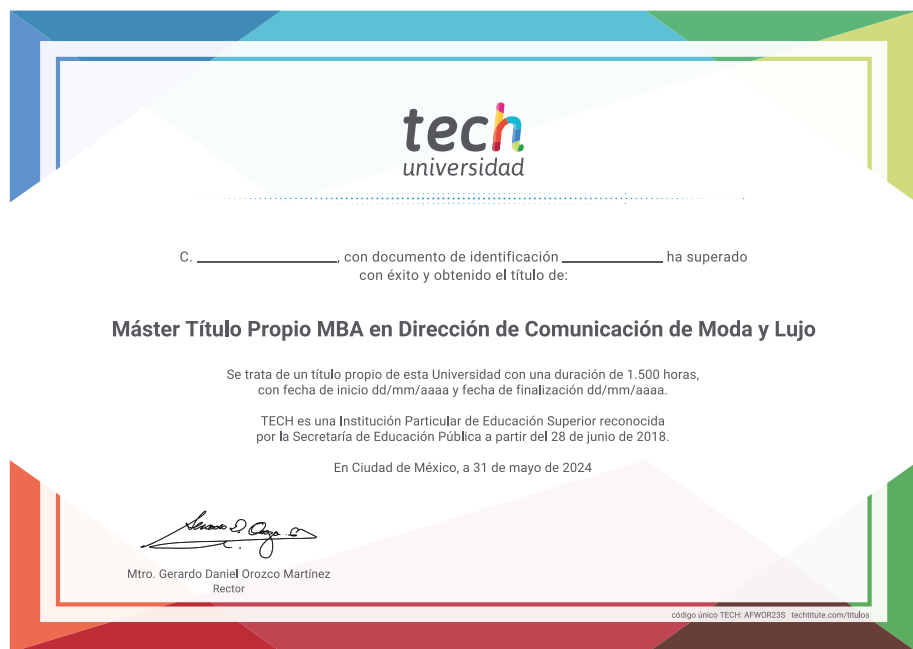 tech
universidad
C. ____________________, con documento de identificación ______________ ha superado
con éxito y obtenido el título de:
Máster Título Propio MBA en Dirección de Comunicación de Moda y Lujo
Se trata de un título propio de esta Universidad con una duración de 1.500 horas,
con fecha de inicio dd/mm/aaaa y fecha de finalización dd/mm/aaaa.
TECH es una Institución Particular de Educación Superior reconocida
por la Secretaría de Educación Pública a partir del 28 de junio de 2018.
En Ciudad de México, a 31 de mayo de 2024
Mtro. Gerardo Daniel Orozco Martínez
Rector
código único TECH: AFWOR23S techtitute.com/titulos